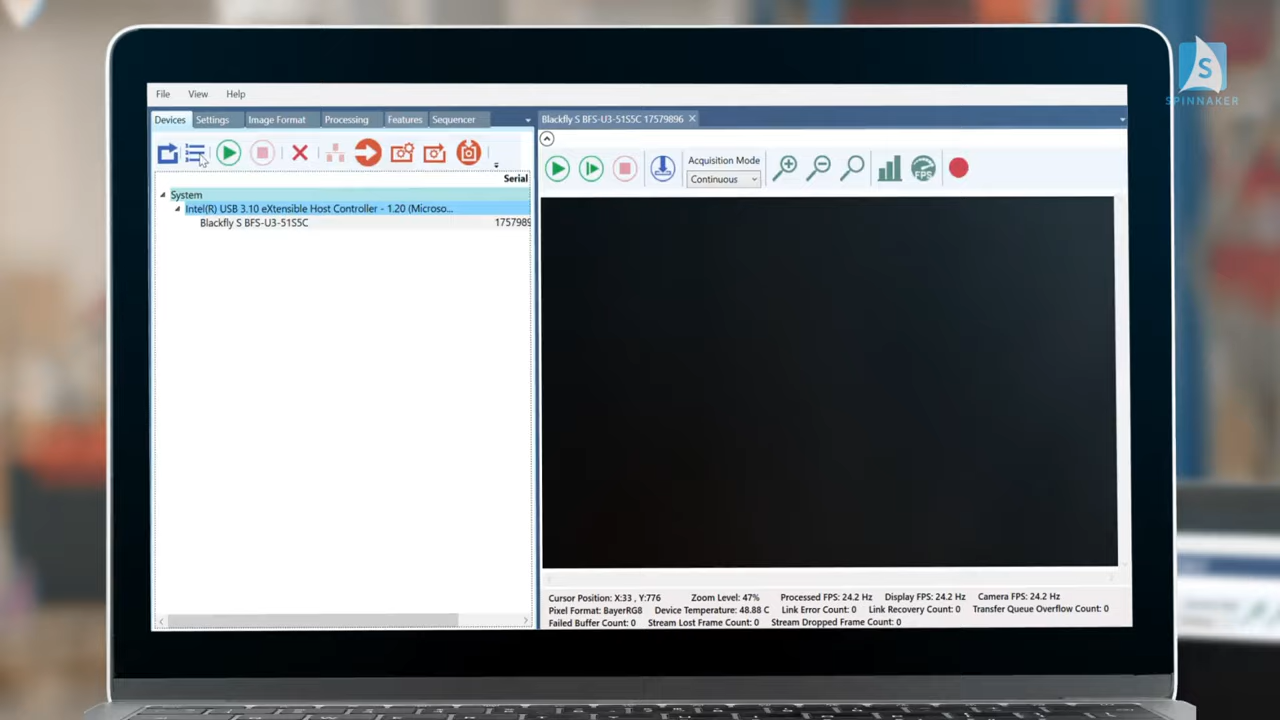 S
SPINNAKER
File View Help
Devices Settings Image Format Processing Features Sequencer
Blackfly S BFS-U3-51S5C 17579896
Acquisition Mode
Continuous
FPS
Serial
System
Intel(R) USB 3.10 eXtensible Host Controller - 1.20 (Microso...
Blackfly S BFS-U3-51S5C 1757989
Cursor Position: X:33 , Y:776 Zoom Level: 47% Processed FPS: 24.2 Hz Display FPS: 24.2 Hz Camera FPS: 24.2 Hz
Pixel Format: BayerRG8 Device Temperature: 48.88 C Link Error Count: 0 Link Recovery Count: 0 Transfer Queue Overflow Count: 0
Failed Buffer Count: 0 Stream Lost Frame Count: 0 Stream Dropped Frame Count: 0